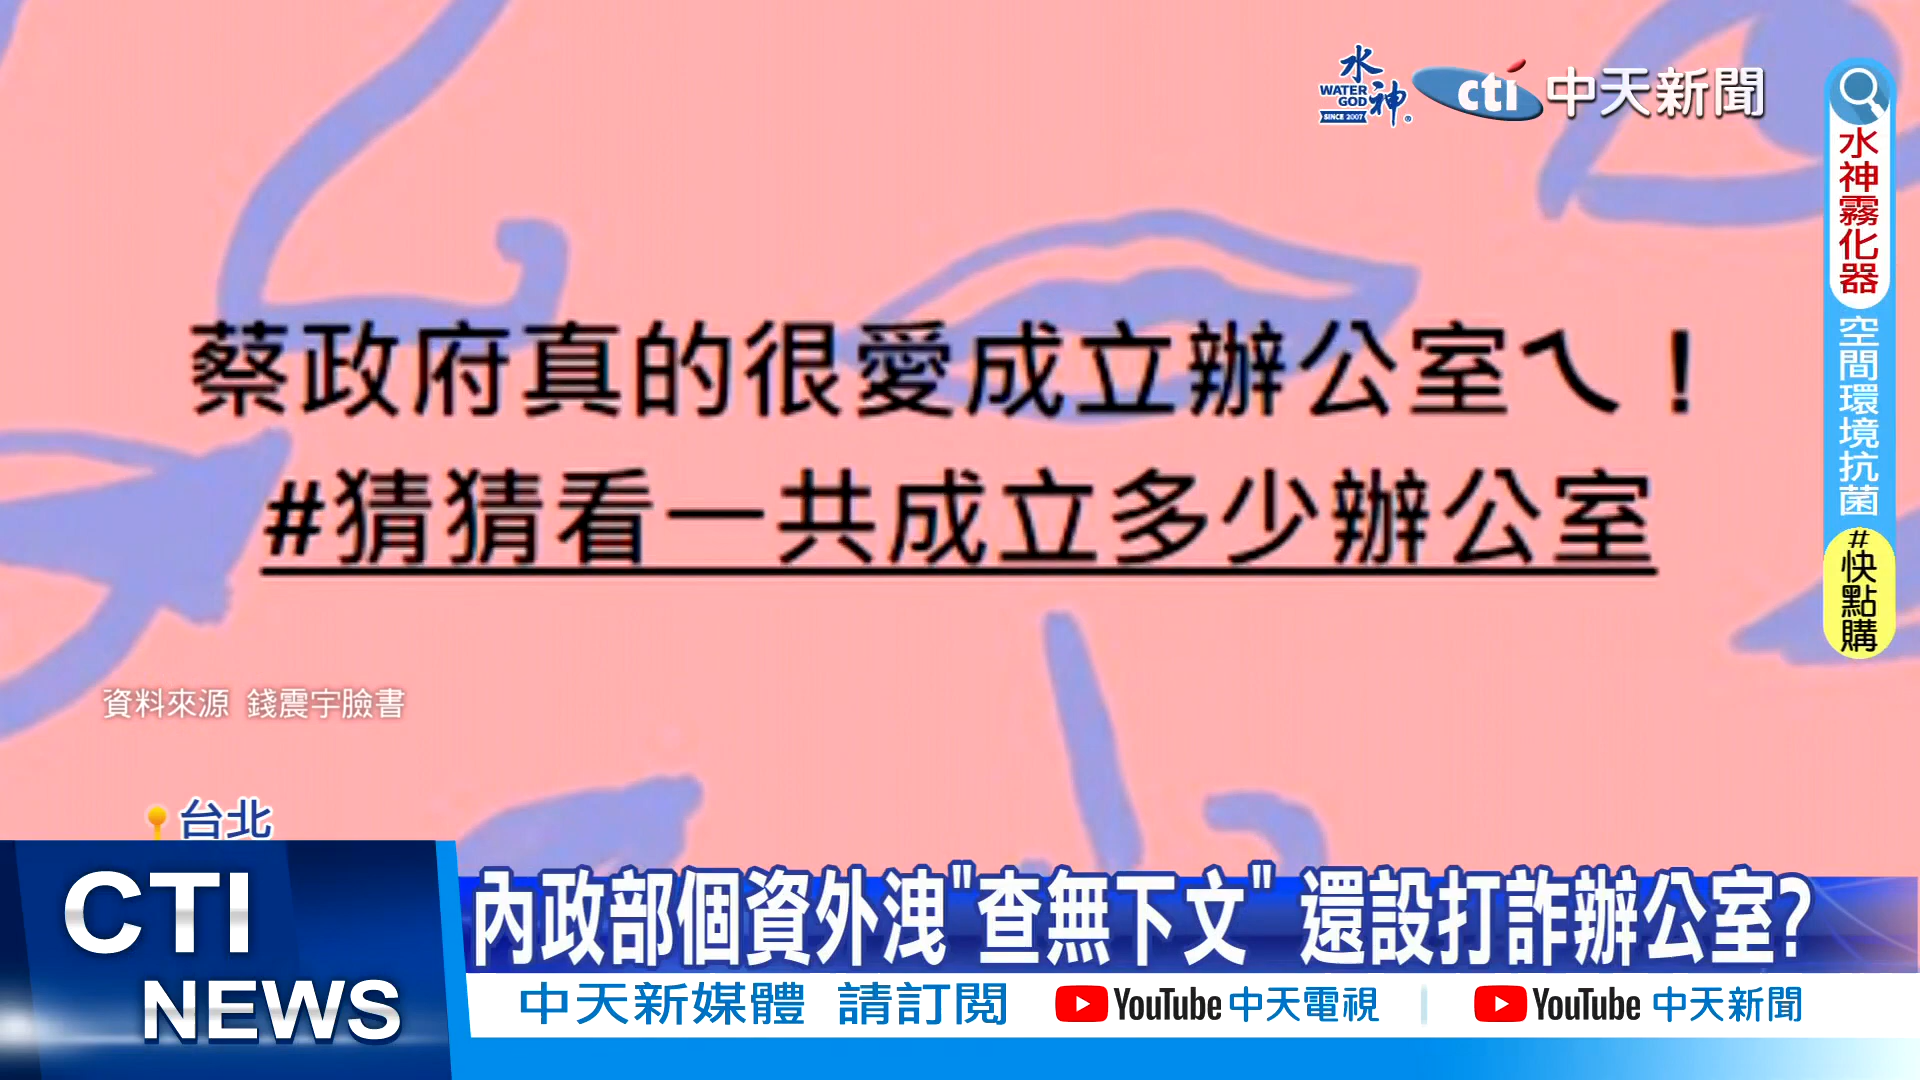 水神
WATER GOD
SINCE 2007
cti 中天新聞
水神霧化器
空間環境抗菌
#快點購
蔡政府真的很愛成立辦公室ㄟ！
#猜猜看一共成立多少辦公室
資料來源 錢震宇臉書
台北
CTI NEWS
內政部個資外洩"查無下文" 還設打詐辦公室?
中天新媒體 請訂閱 YouTube 中天電視 | YouTube 中天新聞